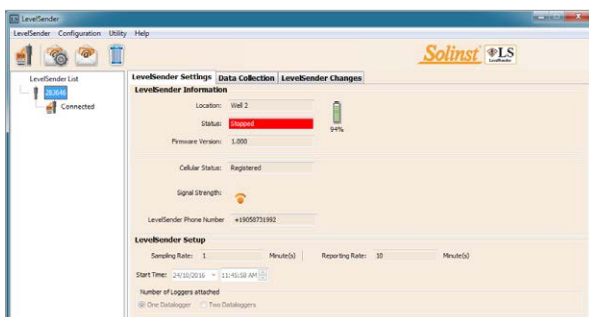 LevelSender
LevelSender Configuration Utility Help
Solinst LS
LevelSender
LevelSender List
283646
Connected
LevelSender Settings Data Collection LevelSender Changes
LevelSender Information
Location: Well 2
Status: Stopped
94%
Firmware Version: 1.000
Cellular Status: Registered
Signal Strength:
LevelSender Phone Number +19058731992
LevelSender Setup
Sampling Rate: 1 Minute(s) Reporting Rate: 10 Minute(s)
Start Time: 24/10/2016 11:45:58 AM
Number of Loggers attached
One Datalogger Two Dataloggers